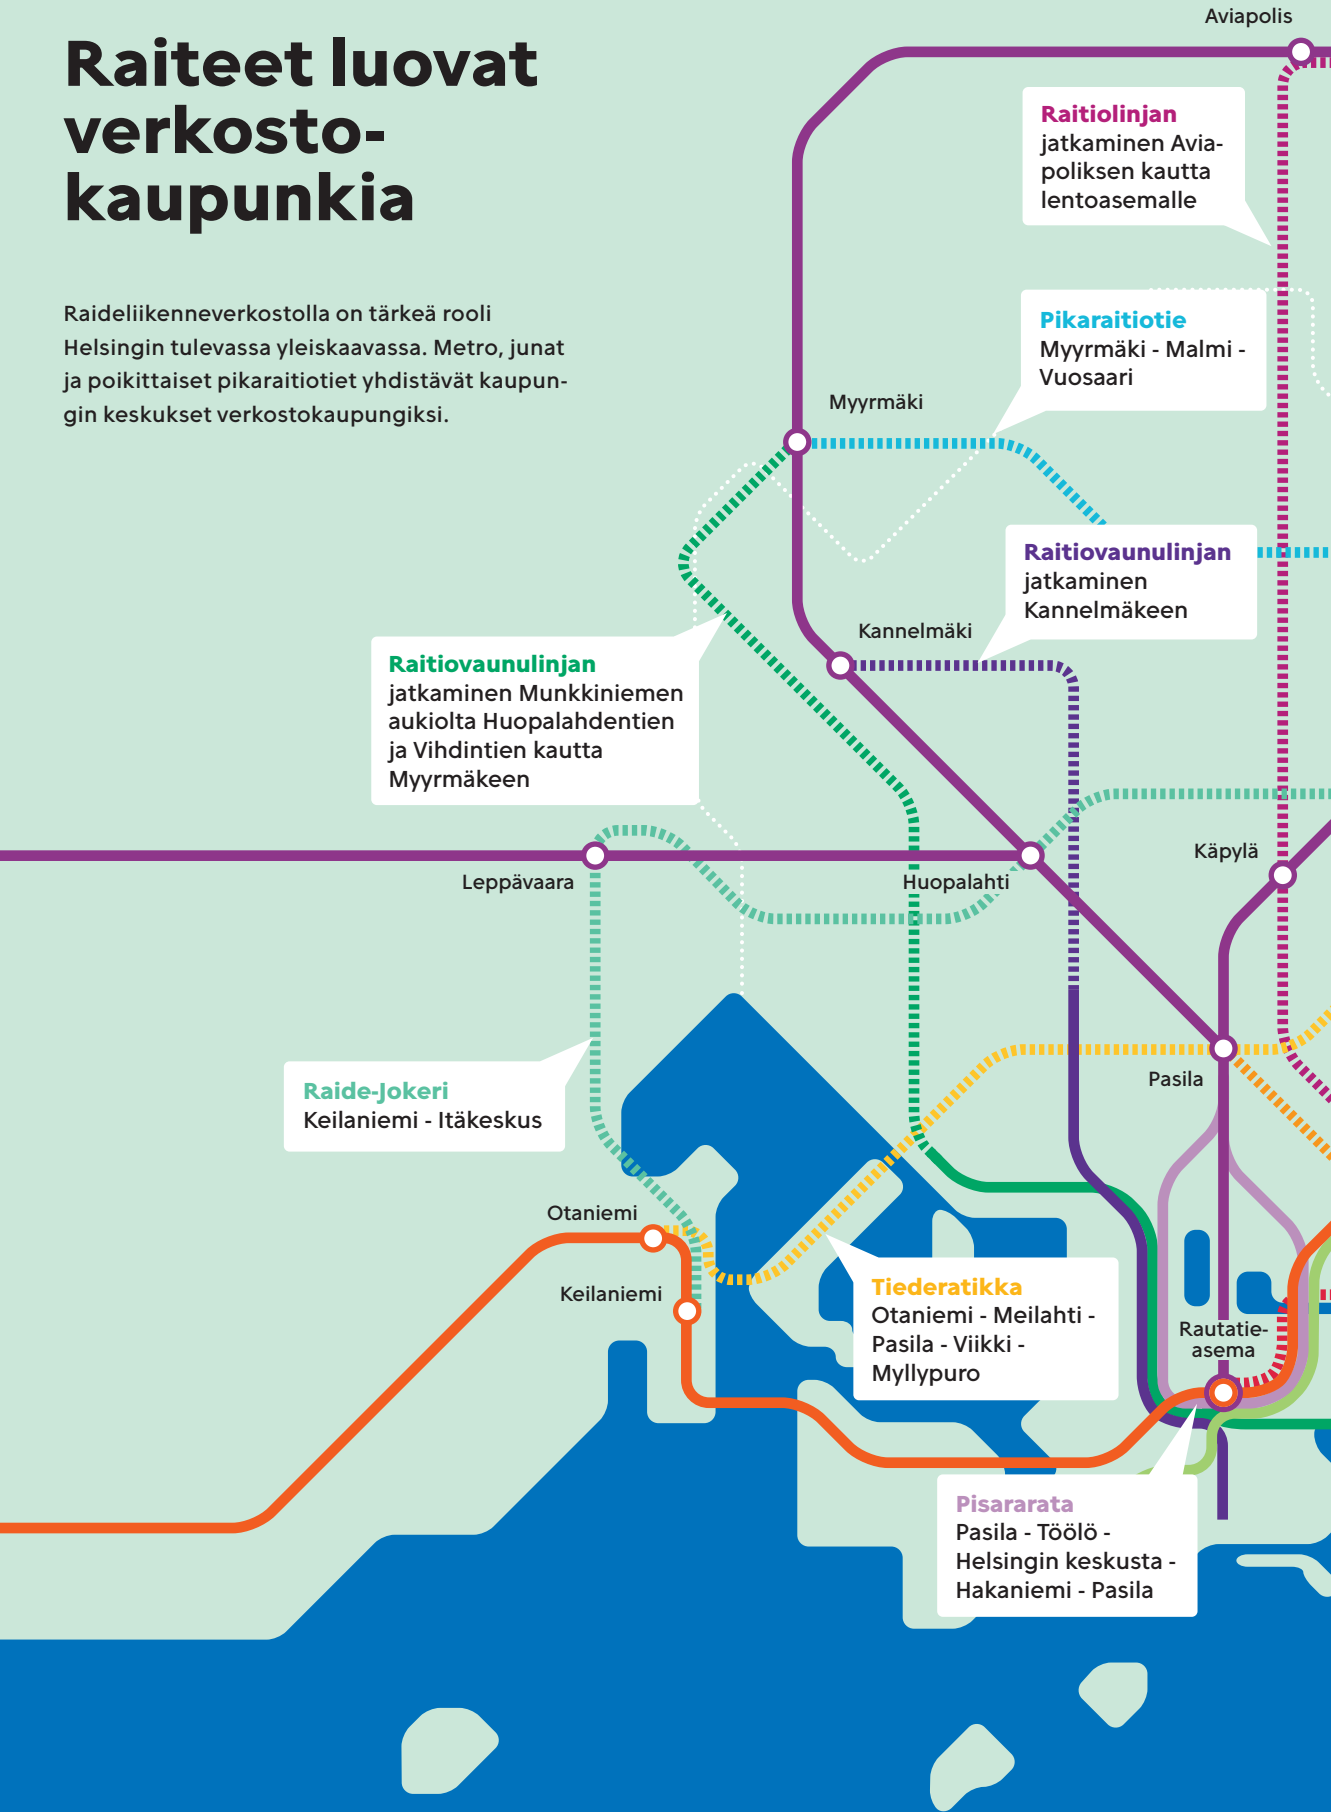 Raiteet luovat
verkosto-
kaupunkia
Raideliikenneverkostolla on tärkeä rooli
Helsingin tulevassa yleiskaavassa. Metro, junat
ja poikittaiset pikaraitiotiet yhdistävät kaupun-
gin keskukset verkostokaupungiksi.
Aviapolis
Raitiolinjan
jatkaminen Avia-
poliksen kautta
lentoasemalle
Pikaraitiotie
Myyrmäki - Malmi -
Vuosaari
Myyrmäki
Raitiovaunulinjan
jatkaminen
Kannelmäkeen
Kannelmäki
Raitiovaunulinjan
jatkaminen Munkkiniemen
aukiolta Huopalahdentien
ja Vihdintien kautta
Myyrmäkeen
Käpylä
Leppävaara
Huopalahti
Pasila
Raide-Jokeri
Keilaniemi - Itäkeskus
Otaniemi
Keilaniemi
Tiederatikka
Otaniemi - Meilahti -
Pasila - Viikki -
Myllypuro
Rautatie-
asema
Pisararata
Pasila - Töölö -
Helsingin keskusta -
Hakaniemi - Pasila